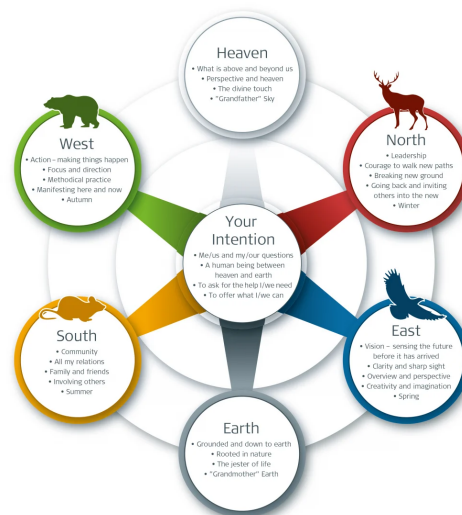 Heaven
• What is above and beyond us
• Perspective and heaven
• The divine touch
• "Grandfather" Sky
West
• Action – making things happen
• Focus and direction
• Methodical practice
• Manifesting here and now
• Autumn
North
• Leadership
• Courage to walk new paths
• Breaking new ground
• Going back and inviting
others into the new
• Winter
Your
Intention
• Me/us and my/our questions
• A human being between
heaven and earth
• To ask for the help I/we need
• To offer what I/we can
South
• Community
• All my relations
• Family and friends
• Involving others
• Summer
East
• Vision – sensing the future
before it has arrived
• Clarity and sharp sight
• Overview and perspective
• Creativity and imagination
• Spring
Earth
• Grounded and down to earth
• Rooted in nature
• The jester of life
• "Grandmother" Earth